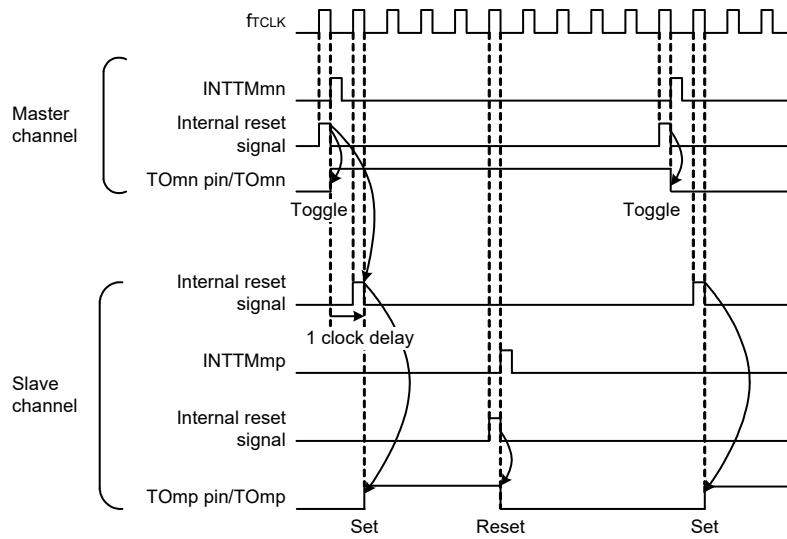 fTCLK
INTTMmn
Master
channel
Internal reset
signal
TOmn pin/TOmn
Toggle
Toggle
Internal reset
signal
1 clock delay
INTTMmp
Slave
channel
Internal reset
signal
TOmp pin/TOmp
Set
Reset
Set